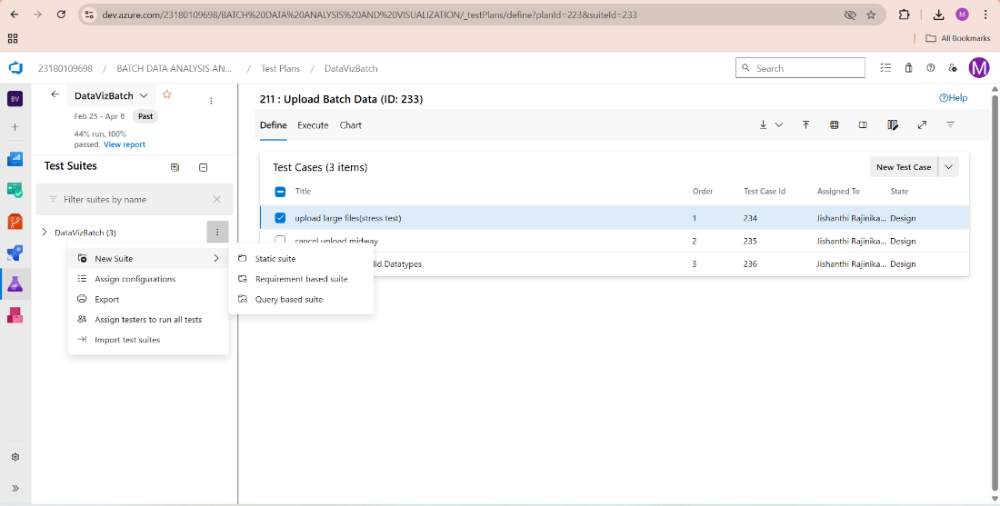 dev.azure.com/23180109698/BATCH%20DATA%20ANALYSIS%20AND%20VISUALIZATION/_testPlans/define?planId=223&suiteId=233
M
All Bookmarks
23180109698 / BATCH DATA ANALYSIS AN... / Test Plans / DataVizBatch
Search
M
BV
DataVizBatch
Feb 25 - Apr 8 Past
44% run, 100%
passed. View report
Test Suites
Filter suites by name
DataVizBatch (3)
New Suite
Assign configurations
Export
Assign testers to run all tests
Import test suites
Static suite
Requirement based suite
Query based suite
211 : Upload Batch Data (ID: 233)
Help
Define Execute Chart
Test Cases (3 items)
New Test Case
Title Order Test Case Id Assigned To State
upload large files(stress test) 1 234 Jishanthi Rajinika... Design
cancel upload midway 2 235 Jishanthi Rajinika... Design
Datatypes 3 236 Jishanthi Rajinika... Design